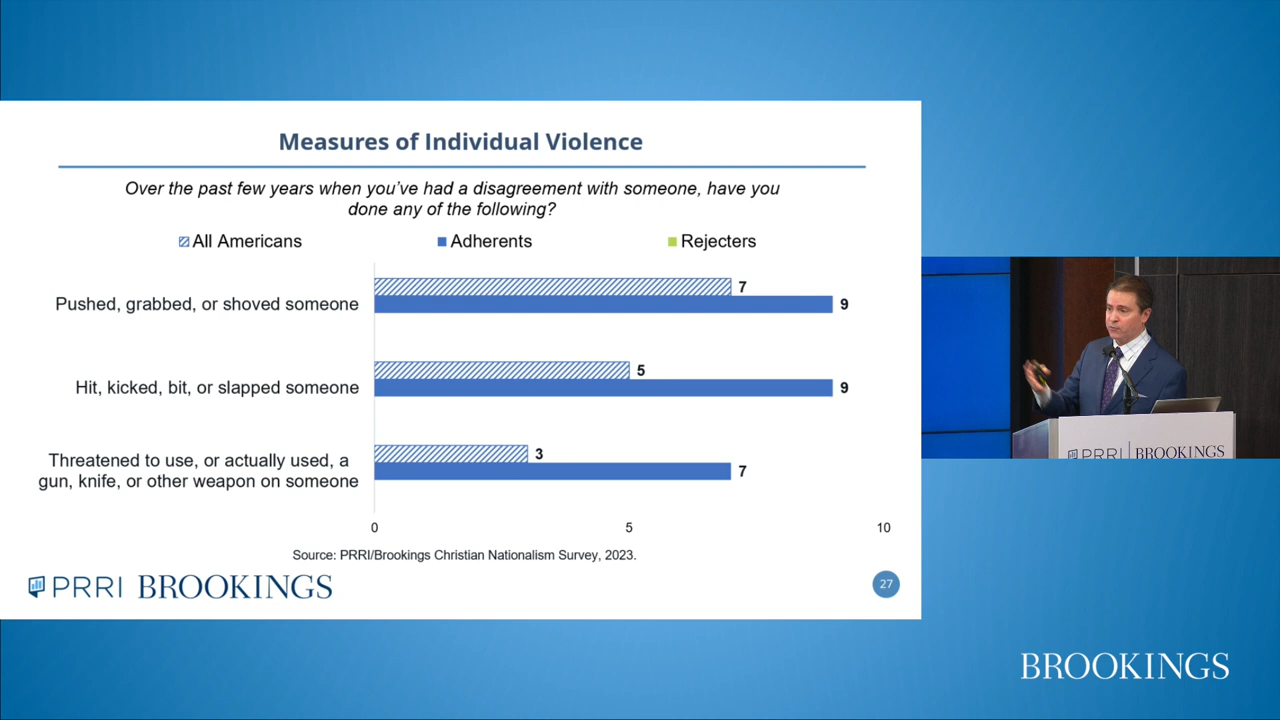 Measures of Individual Violence
Over the past few years when you’ve had a disagreement with someone, have you
done any of the following?
All Americans
Adherents
Rejecters
Pushed, grabbed, or shoved someone
7
9
Hit, kicked, bit, or slapped someone
5
9
Threatened to use, or actually used, a
gun, knife, or other weapon on someone
3
7
0
5
10
Source: PRRI/Brookings Christian Nationalism Survey, 2023.
PRRI BROOKINGS
27
PRRI BROOKINGS
BROOKINGS